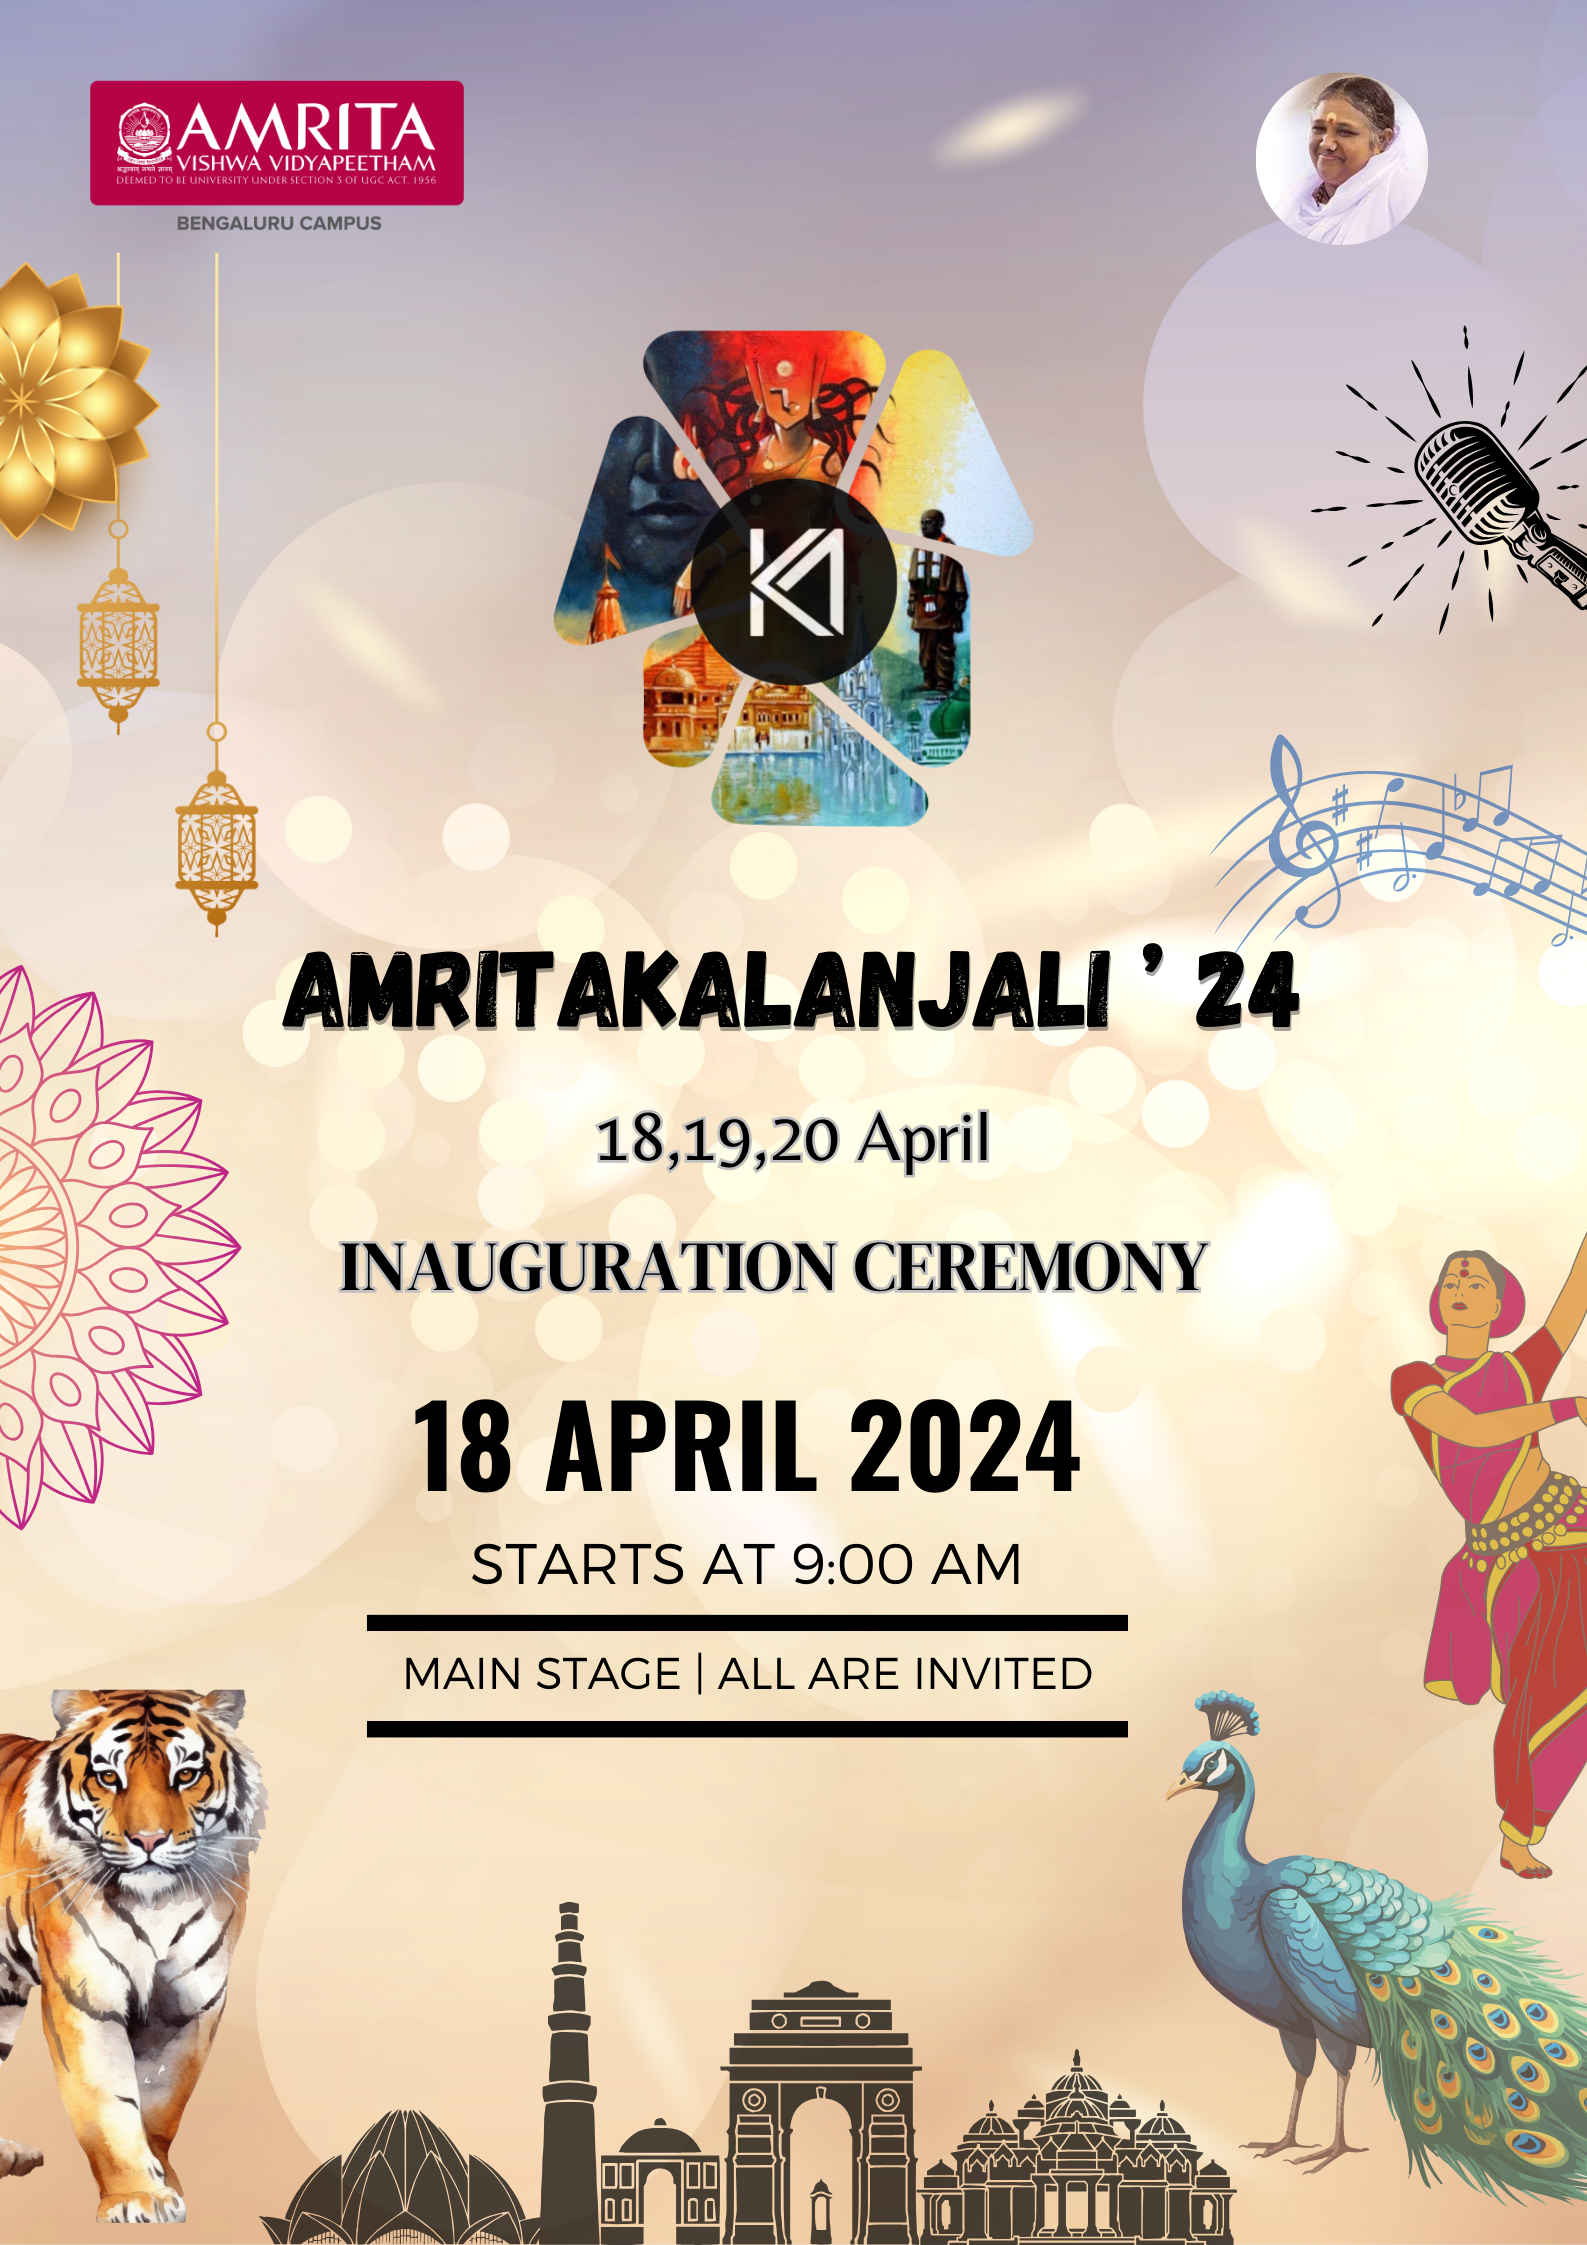 AMRITA
VISHWA VIDYAPEETHAM
DEEMED TO BE UNIVERSITY UNDER SECTION 3 OF UGC ACT. 1956
BENGALURU CAMPUS
AMRITAKALANJALI ' 24
18,19,20 April
INAUGURATION CEREMONY
18 APRIL 2024
STARTS AT 9:00 AM
MAIN STAGE | ALL ARE INVITED